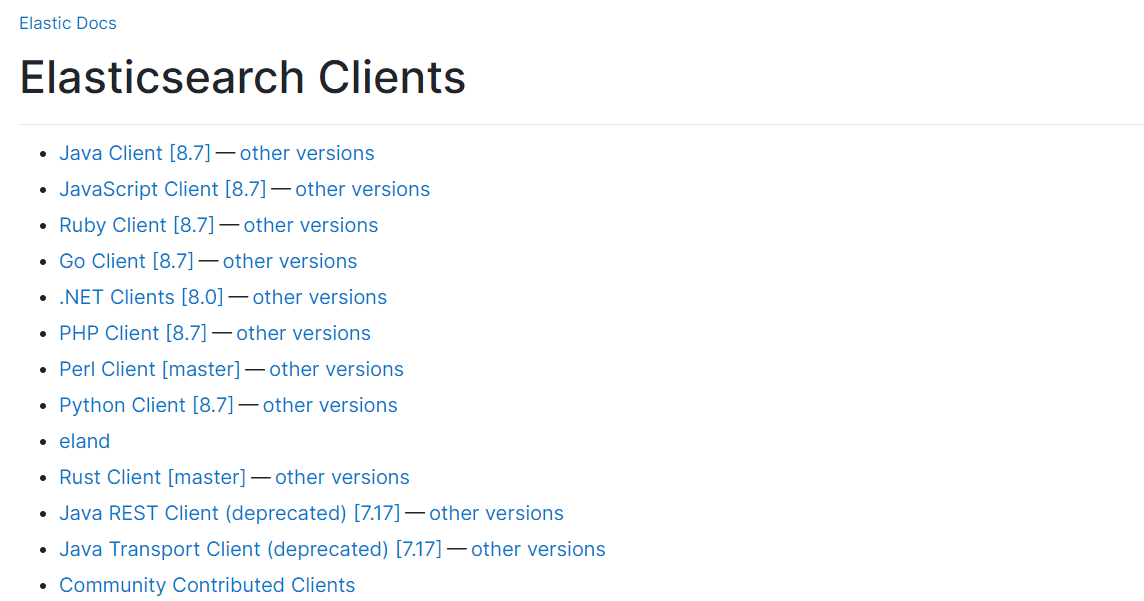 Elastic Docs
Elasticsearch Clients
• Java Client [8.7] — other versions
• JavaScript Client [8.7] — other versions
• Ruby Client [8.7] — other versions
• Go Client [8.7] — other versions
• .NET Clients [8.0] — other versions
• PHP Client [8.7] — other versions
• Perl Client [master] — other versions
• Python Client [8.7] — other versions
• eland
• Rust Client [master] — other versions
• Java REST Client (deprecated) [7.17] — other versions
• Java Transport Client (deprecated) [7.17] — other versions
• Community Contributed Clients